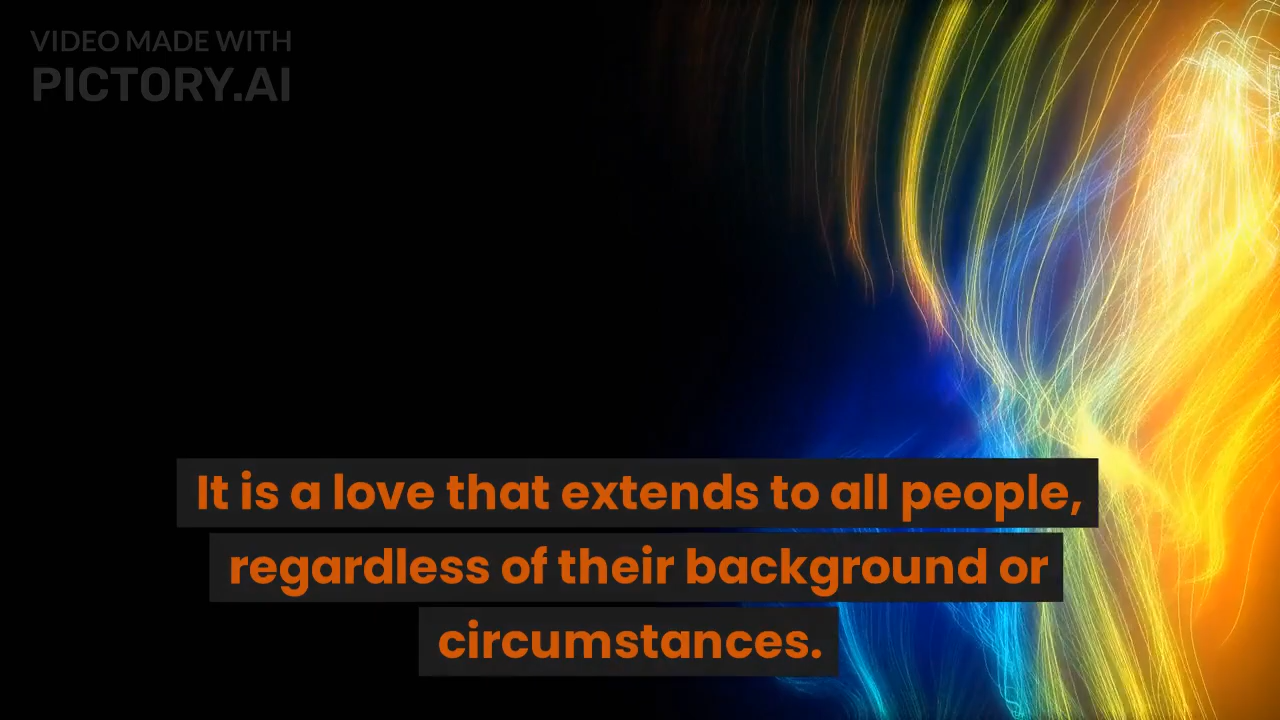 VIDEO MADE WITH
PICTORY.AI
It is a love that extends to all people,
regardless of their background or
circumstances.